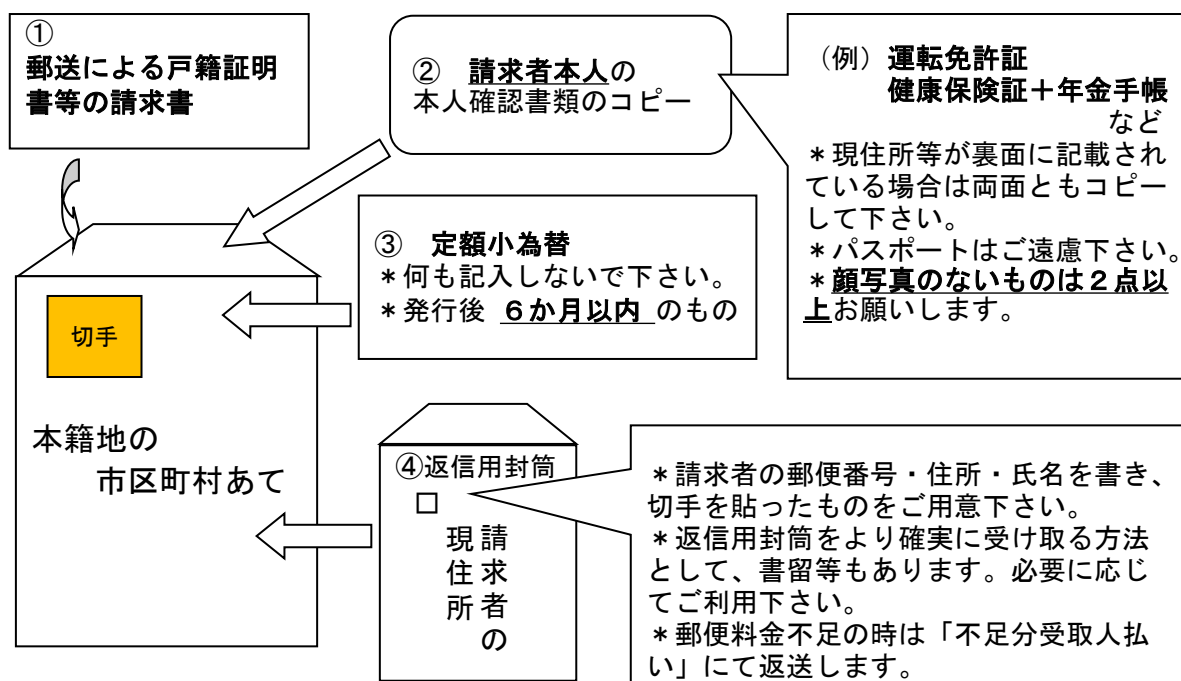 ①
郵送による戸籍証明
書等の請求書
② 請求者本人の
本人確認書類のコピー
（例）運転免許証
健康保険証＋年金手帳
など
＊現住所等が裏面に記載され
ている場合は両面ともコピー
して下さい。
＊パスポートはご遠慮下さい。
＊顔写真のないものは２点以
上お願いします。
③ 定額小為替
＊何も記入しないで下さい。
＊発行後 ６か月以内 のもの
切手
本籍地の
市区町村あて
④返信用封筒
請求者の
現住所
＊請求者の郵便番号・住所・氏名を書き、
切手を貼ったものをご用意下さい。
＊返信用封筒をより確実に受け取る方法
として、書留等もあります。必要に応じ
てご利用下さい。
＊郵便料金不足の時は「不足分受取人払
い」にて返送します。